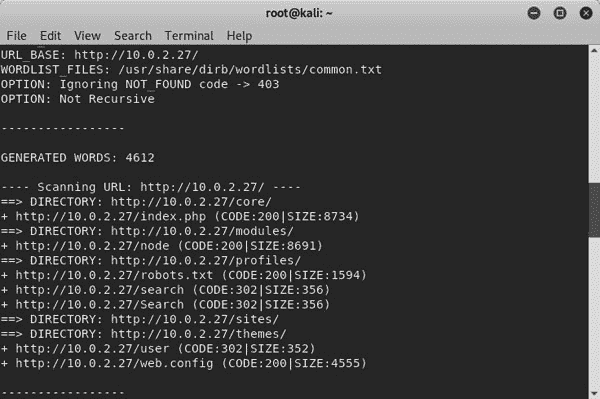 root@kali: ~
File Edit View Search Terminal Help
URL_BASE: http://10.0.2.27/
WORDLIST_FILES: /usr/share/dirb/wordlists/common.txt
OPTION: Ignoring NOT_FOUND code -> 403
OPTION: Not Recursive
-----------------
GENERATED WORDS: 4612
---- Scanning URL: http://10.0.2.27/ ----
==> DIRECTORY: http://10.0.2.27/core/
+ http://10.0.2.27/index.php (CODE:200|SIZE:8734)
==> DIRECTORY: http://10.0.2.27/modules/
+ http://10.0.2.27/node (CODE:200|SIZE:8691)
==> DIRECTORY: http://10.0.2.27/profiles/
+ http://10.0.2.27/robots.txt (CODE:200|SIZE:1594)
+ http://10.0.2.27/search (CODE:302|SIZE:356)
+ http://10.0.2.27/Search (CODE:302|SIZE:356)
==> DIRECTORY: http://10.0.2.27/sites/
==> DIRECTORY: http://10.0.2.27/themes/
+ http://10.0.2.27/user (CODE:302|SIZE:352)
+ http://10.0.2.27/web.config (CODE:200|SIZE:4555)
-----------------